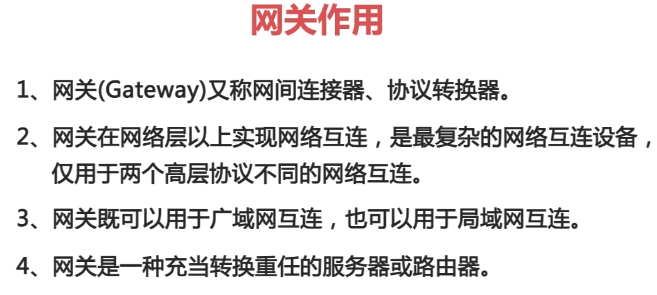 网关作用
1、网关(Gateway)又称网间连接器、协议转换器。
2、网关在网络层以上实现网络互连，是最复杂的网络互连设备，
仅用于两个高层协议不同的网络互连。
3、网关既可以用于广域网互连，也可以用于局域网互连。
4、网关是一种充当转换重任的服务器或路由器。